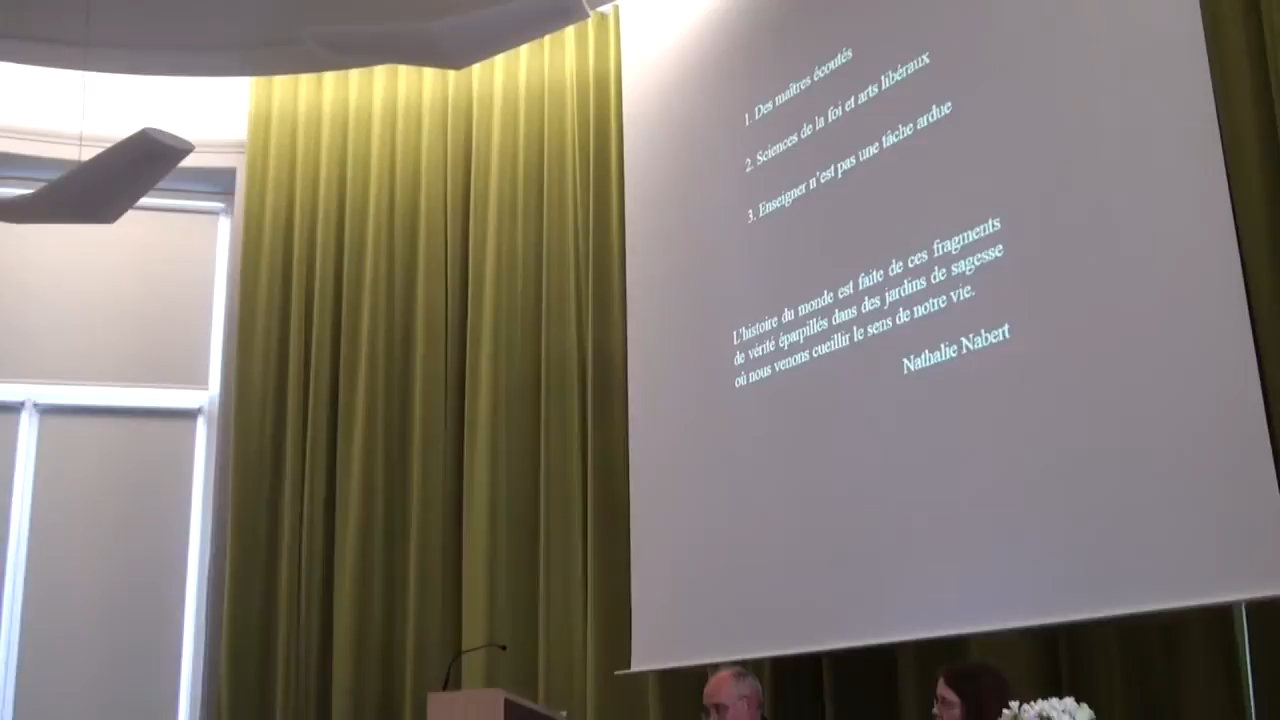 1. Des maîtres écoutés
2. Sciences de la foi et arts libéraux
3. Enseigner n'est pas une tâche ardue
L'histoire du monde est faite de ces fragments
de vérité éparpillés dans des jardins de sagesse
où nous venons cueillir le sens de notre vie.
Nathalie Nabert